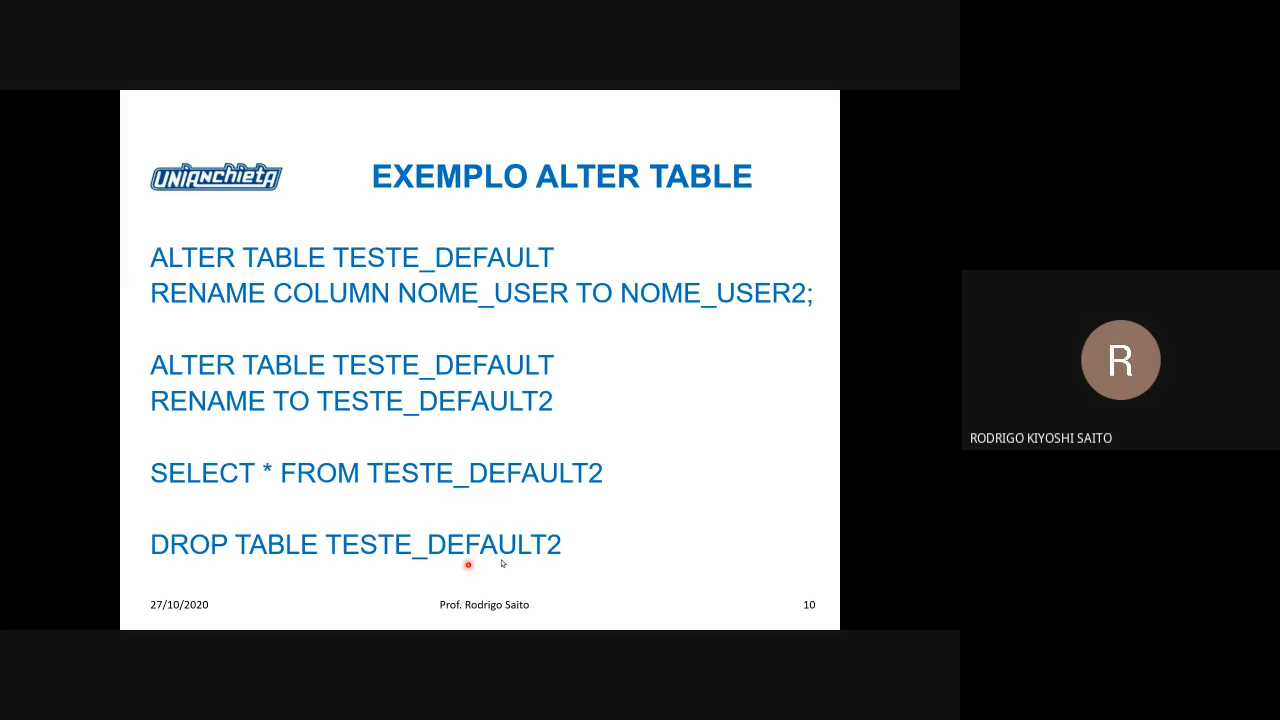 UNIANCHIETA
EXEMPLO ALTER TABLE
ALTER TABLE TESTE_DEFAULT
RENAME COLUMN NOME_USER TO NOME_USER2;
ALTER TABLE TESTE_DEFAULT
RENAME TO TESTE_DEFAULT2
SELECT * FROM TESTE_DEFAULT2
DROP TABLE TESTE_DEFAULT2
27/10/2020
Prof. Rodrigo Saito
10
R
RODRIGO KIYOSHI SAITO